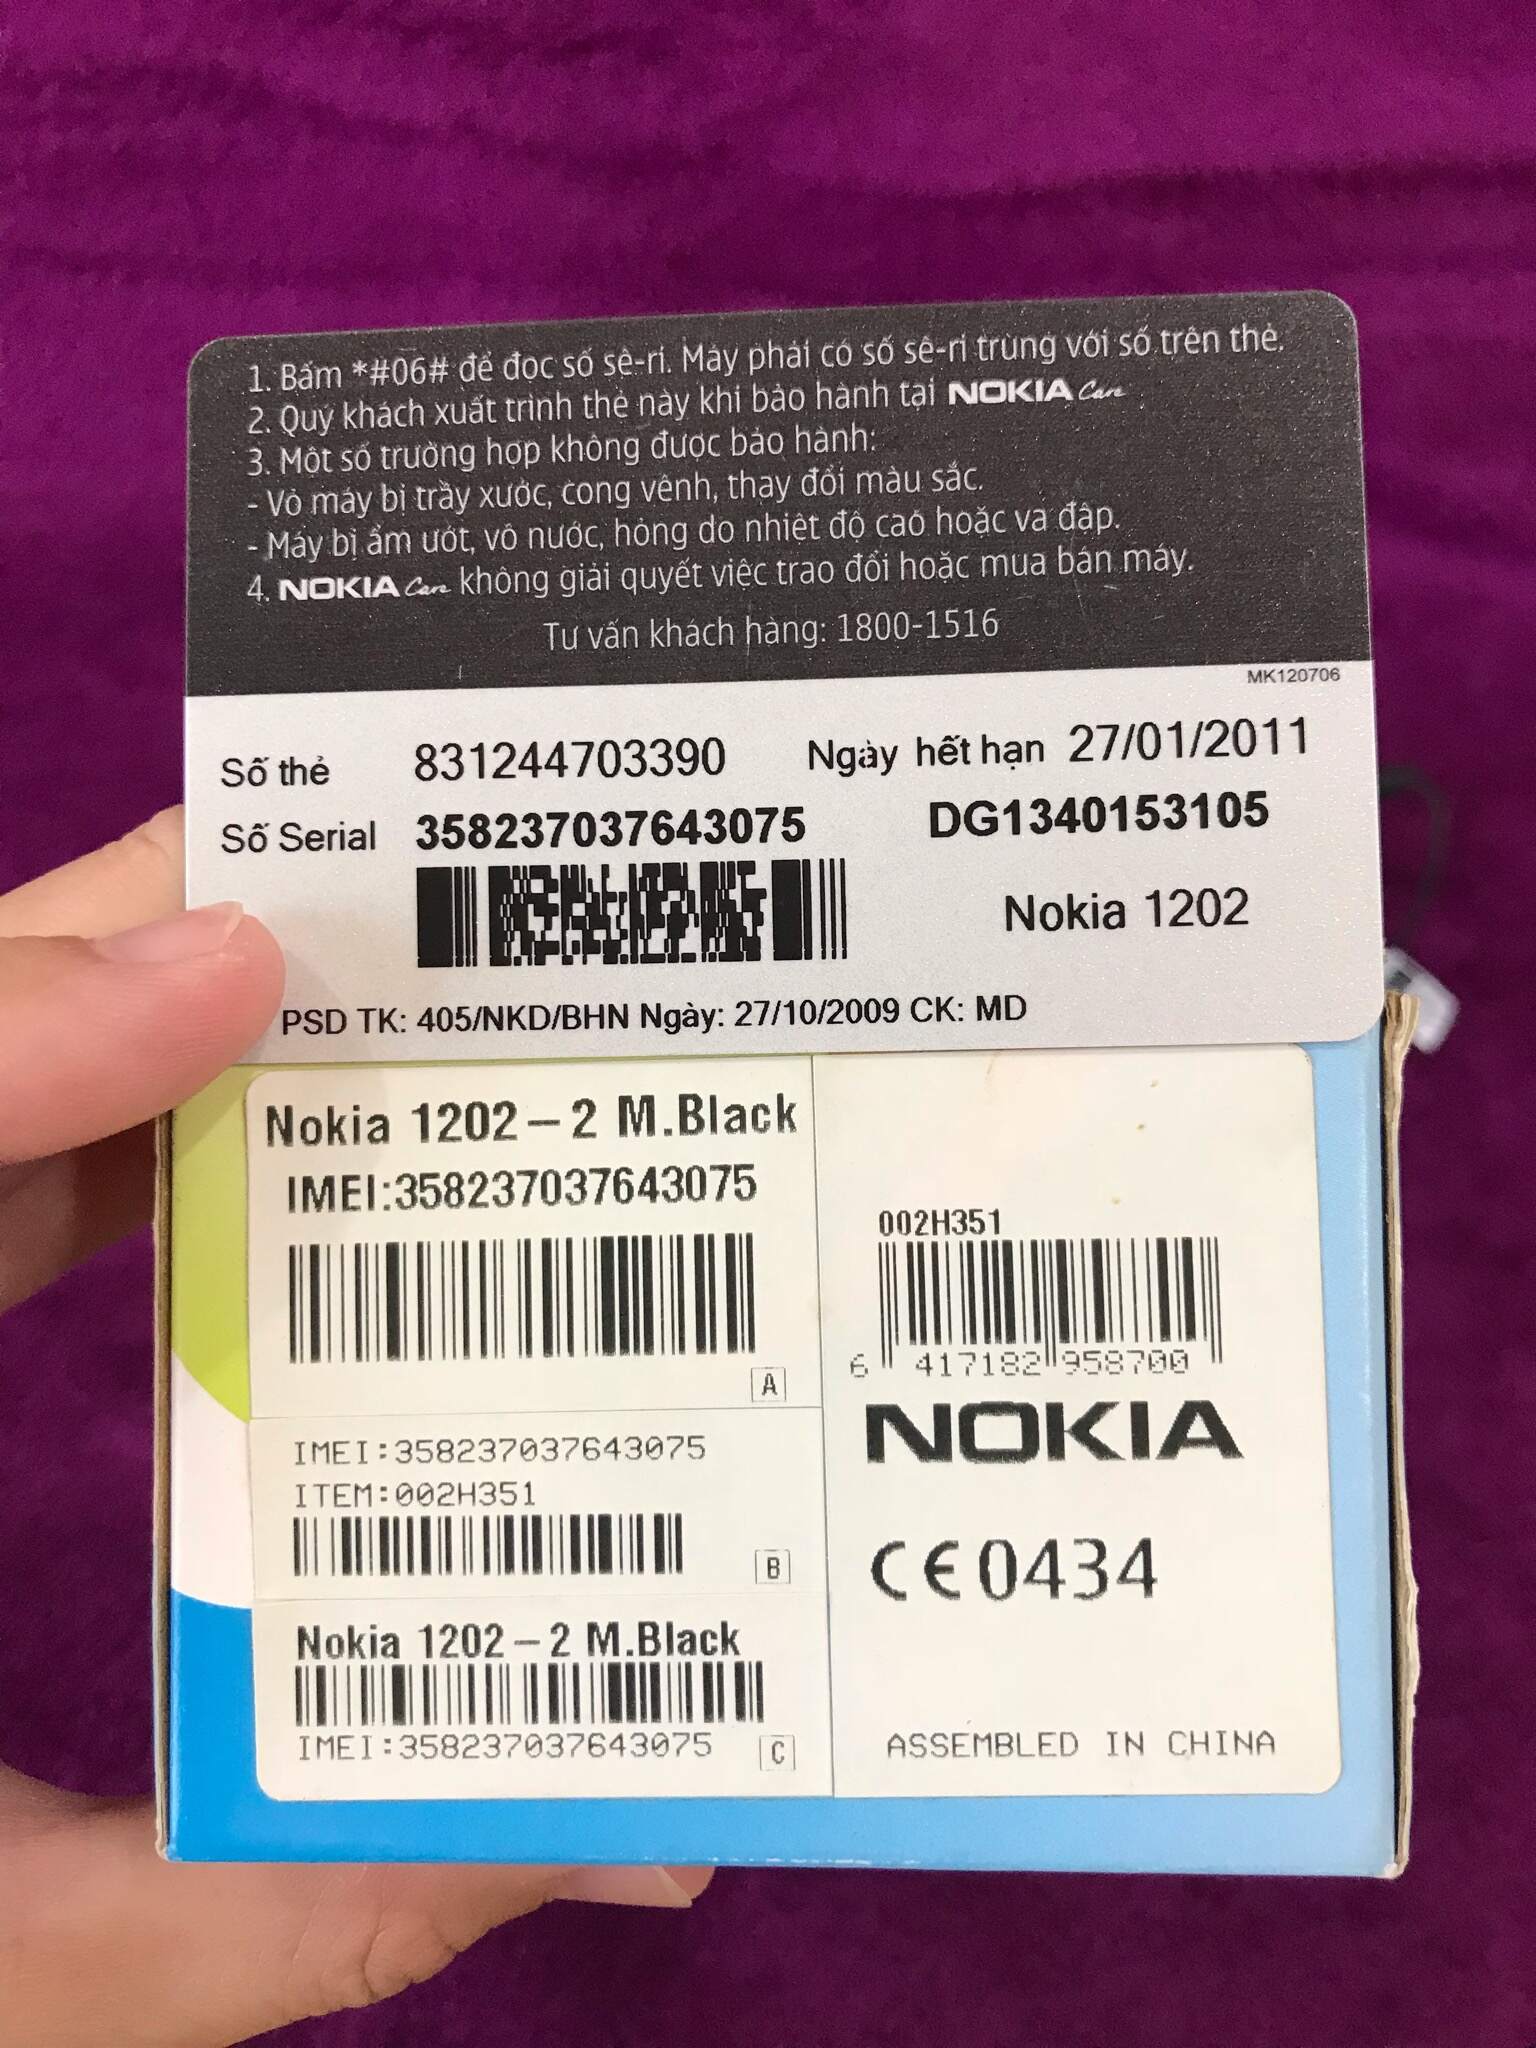 1. Bấm *#06# để đọc số sê-ri. Máy phải có số sê-ri trùng với số trên thẻ.
2. Quý khách xuất trình thẻ này khi bảo hành tại NOKIA Care
3. Một số trường hợp không được bảo hành:
- Vỏ máy bị trầy xước, cong vênh, thay đổi màu sắc.
- Máy bị ẩm ướt, vô nước, hỏng do nhiệt độ cao hoặc va đập.
4. NOKIA Care không giải quyết việc trao đổi hoặc mua bán máy.
Tư vấn khách hàng: 1800-1516
MK120706
Số thẻ 831244703390 Ngày hết hạn 27/01/2011
Số Serial 358237037643075 DG1340153105
Nokia 1202
PSD TK: 405/NKD/BHN Ngày: 27/10/2009 CK: MD
Nokia 1202-2 M.Black
IMEI:358237037643075
A
IMEI:358237037643075
ITEM:002H351
B
Nokia 1202-2 M.Black
IMEI:358237037643075
C
002H351
6 417182 958700
NOKIA
CE0434
ASSEMBLED IN CHINA